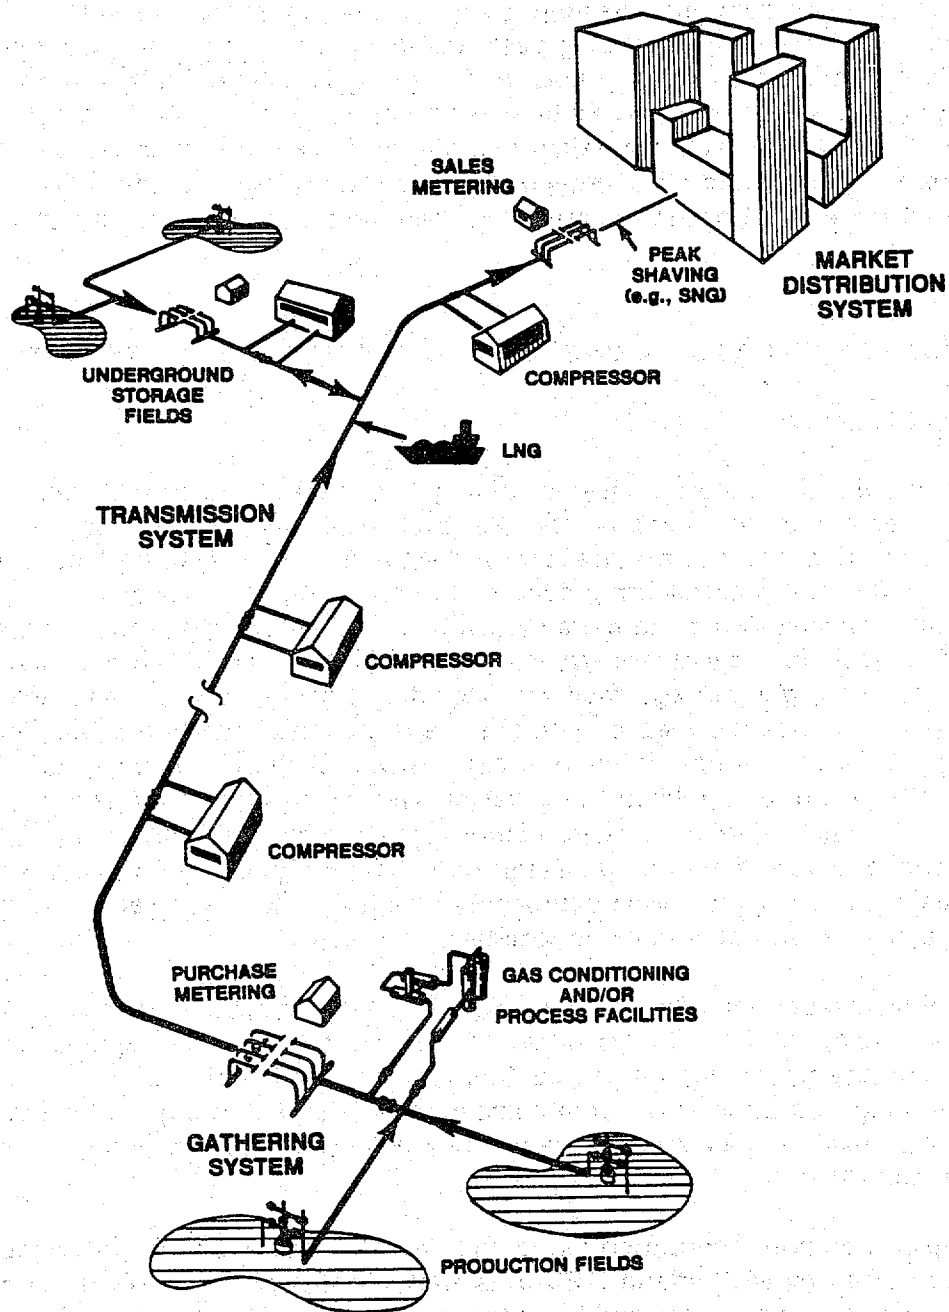 SALES
METERING
PEAK
SHAVING
(e.g., SNG)
MARKET
DISTRIBUTION
SYSTEM
UNDERGROUND
STORAGE
FIELDS
COMPRESSOR
LNG
TRANSMISSION
SYSTEM
COMPRESSOR
COMPRESSOR
PURCHASE
METERING
GAS CONDITIONING
AND/OR
PROCESS FACILITIES
GATHERING
SYSTEM
PRODUCTION FIELDS